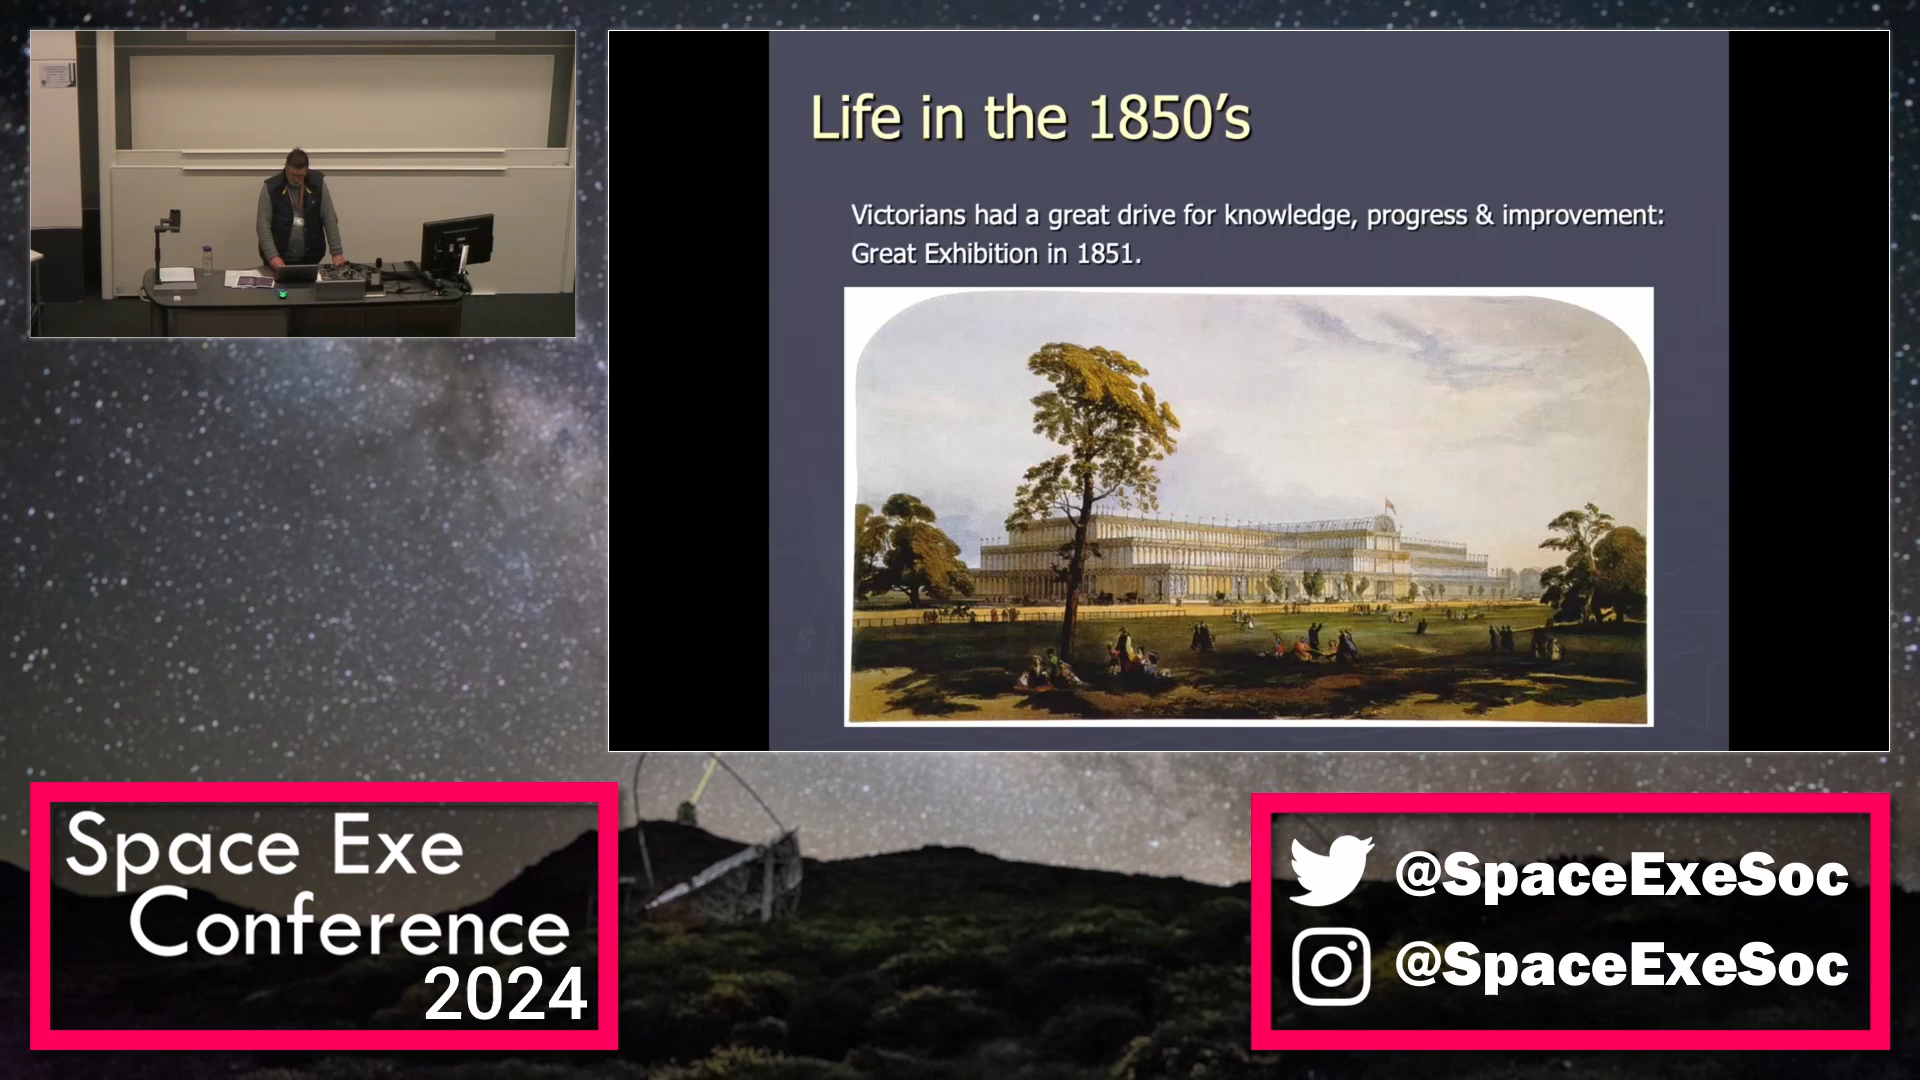 Life in the 1850's
Victorians had a great drive for knowledge, progress & improvement:
Great Exhibition in 1851.
Space Exe
Conference
2024
@SpaceExeSoc
@SpaceExeSoc